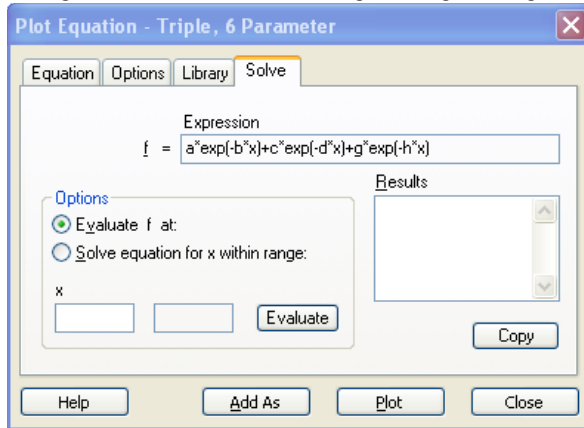 Plot Equation - Triple, 6 Parameter
Equation Options Library Solve
Expression
f = a*exp(-b*x)+c*exp(-d*x)+g*exp(-h*x)
Options
Evaluate f at:
Solve equation for x within range:
x
Evaluate
Results
Copy
Help Add As Plot Close